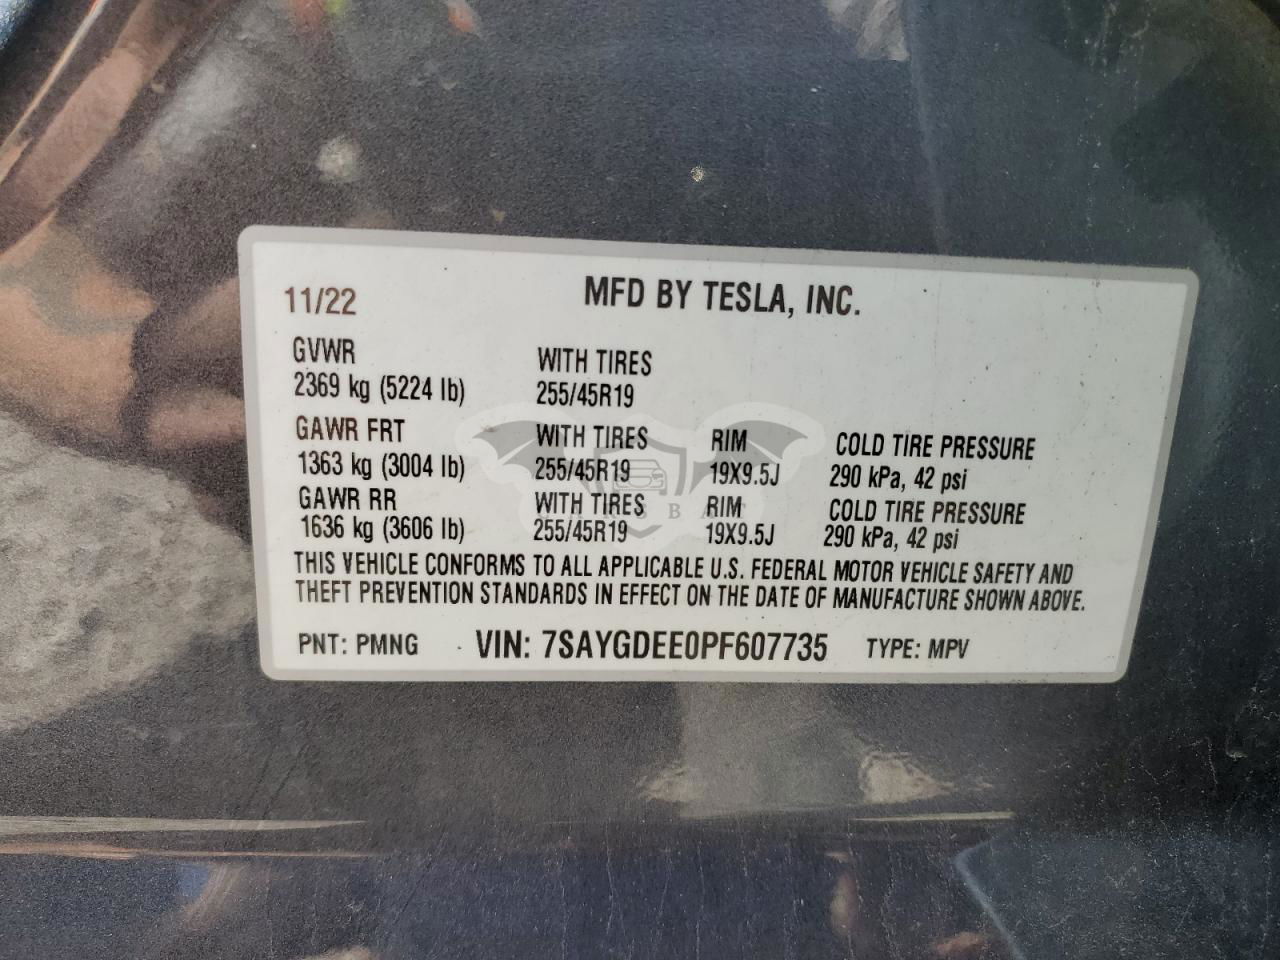 11/22 MFD BY TESLA, INC.
GVWR WITH TIRES
2369 kg (5224 lb) 255/45R19
GAWR FRT WITH TIRES RIM COLD TIRE PRESSURE
1363 kg (3004 lb) 255/45R19 19X9.5J 290 kPa, 42 psi
GAWR RR WITH TIRES RIM COLD TIRE PRESSURE
1636 kg (3606 lb) 255/45R19 19X9.5J 290 kPa, 42 psi
THIS VEHICLE CONFORMS TO ALL APPLICABLE U.S. FEDERAL MOTOR VEHICLE SAFETY AND
THEFT PREVENTION STANDARDS IN EFFECT ON THE DATE OF MANUFACTURE SHOWN ABOVE.
PNT: PMNG VIN: 7SAYGDEE0PF607735 TYPE: MPV